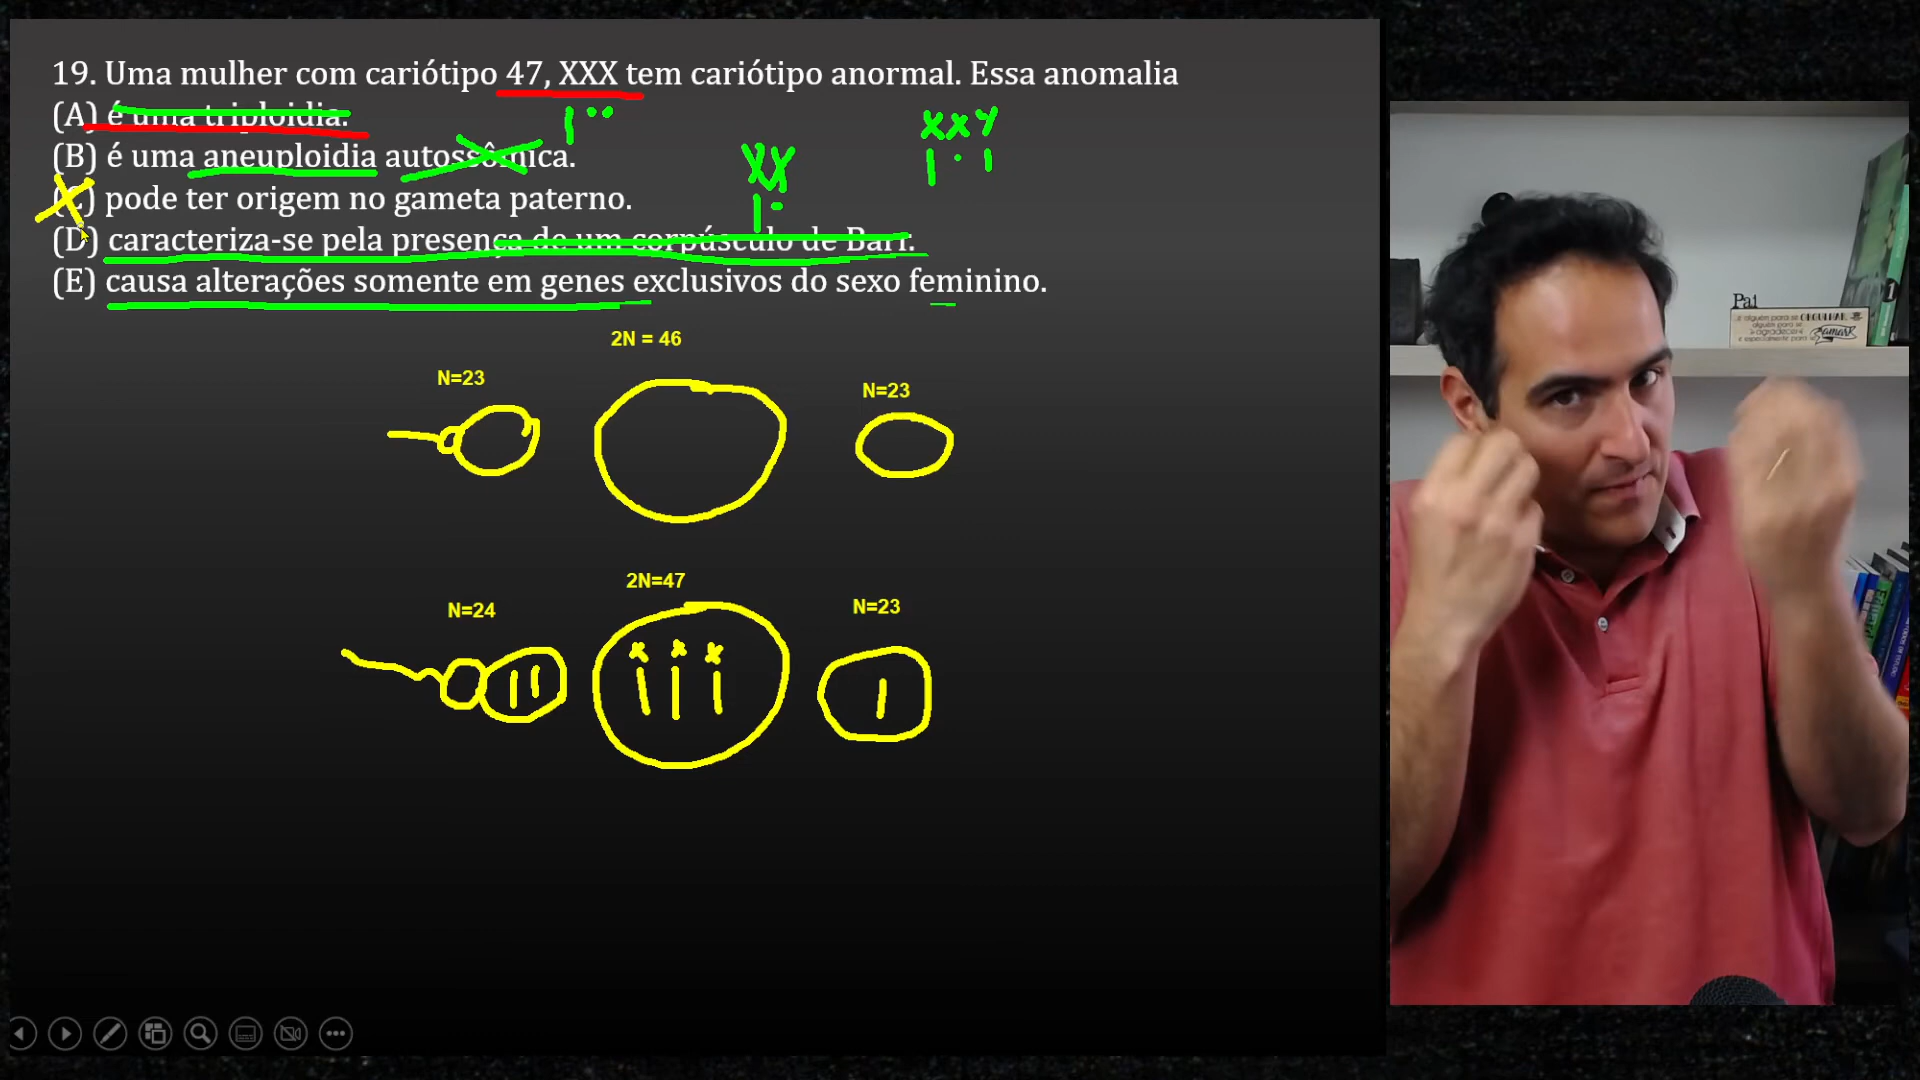 19. Uma mulher com cariótipo 47, XXX tem cariótipo anormal. Essa anomalia
(A) é uma triploidia.
(B) é uma aneuploidia autossômica.
(C) pode ter origem no gameta paterno.
(D) caracteriza-se pela presença de um corpúsculo de Barr.
(E) causa alterações somente em genes exclusivos do sexo feminino.
XXY
XX
2N = 46
N=23
N=23
2N=47
N=24
N=23
x x x
Pai
ORGULHAR
1